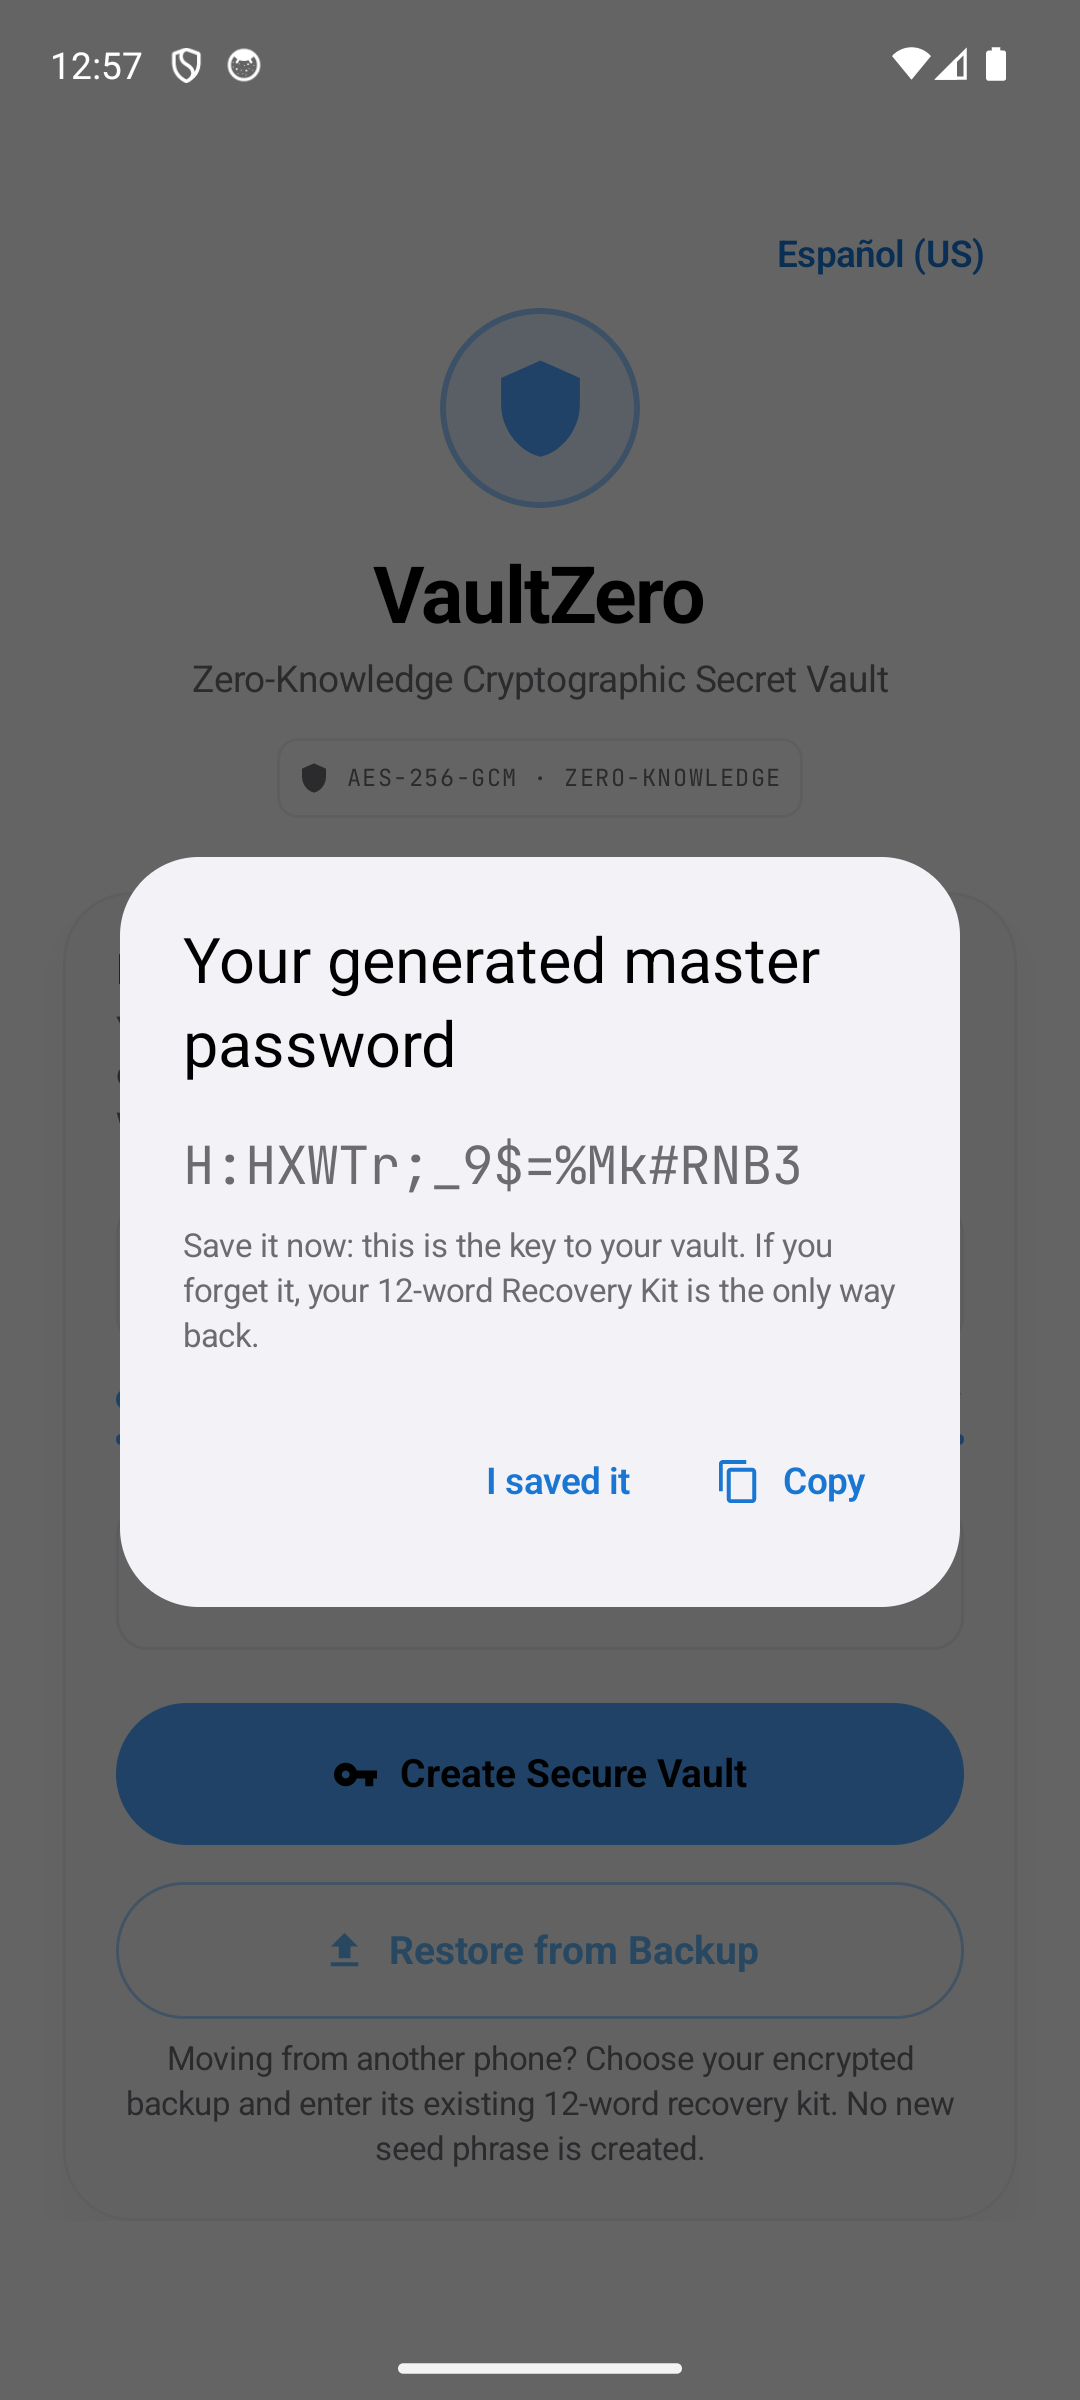 12:57
Español (US)
VaultZero
Zero-Knowledge Cryptographic Secret Vault
AES-256-GCM · ZERO-KNOWLEDGE
Your generated master
password
H:HXWTr;_9$=%Mk#RNB3
Save it now: this is the key to your vault. If you
forget it, your 12-word Recovery Kit is the only way
back.
I saved it
Copy
Create Secure Vault
Restore from Backup
Moving from another phone? Choose your encrypted
backup and enter its existing 12-word recovery kit. No new
seed phrase is created.